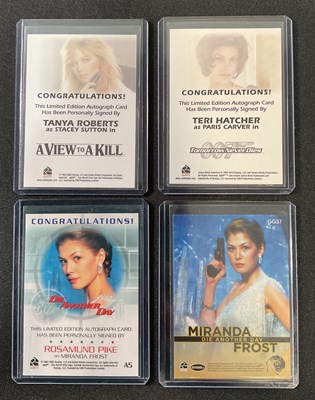 CONGRATULATIONS!
This Limited Edition Autograph Card
Has Been Personally Signed By
TANYA ROBERTS
as STACEY SUTTON in
A VIEW TO A KILL
CONGRATULATIONS!
This Limited Edition Autograph Card
Has Been Personally Signed By
TERI HATCHER
as PARIS CARVER in
007
Tomorrow Never Dies
CONGRATULATIONS!
DIE ANOTHER DAY
THIS LIMITED EDITION AUTOGRAPH CARD
HAS BEEN PERSONALLY SIGNED BY
ROSAMUND PIKE
AS MIRANDA FROST
A5
MIRANDA
DIE ANOTHER DAY
FROST